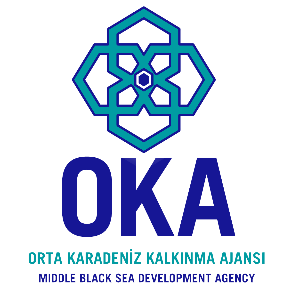 OKA
ORTA KARADENİZ KALKINMA AJANSI
MIDDLE BLACK SEA DEVELOPMENT AGENCY